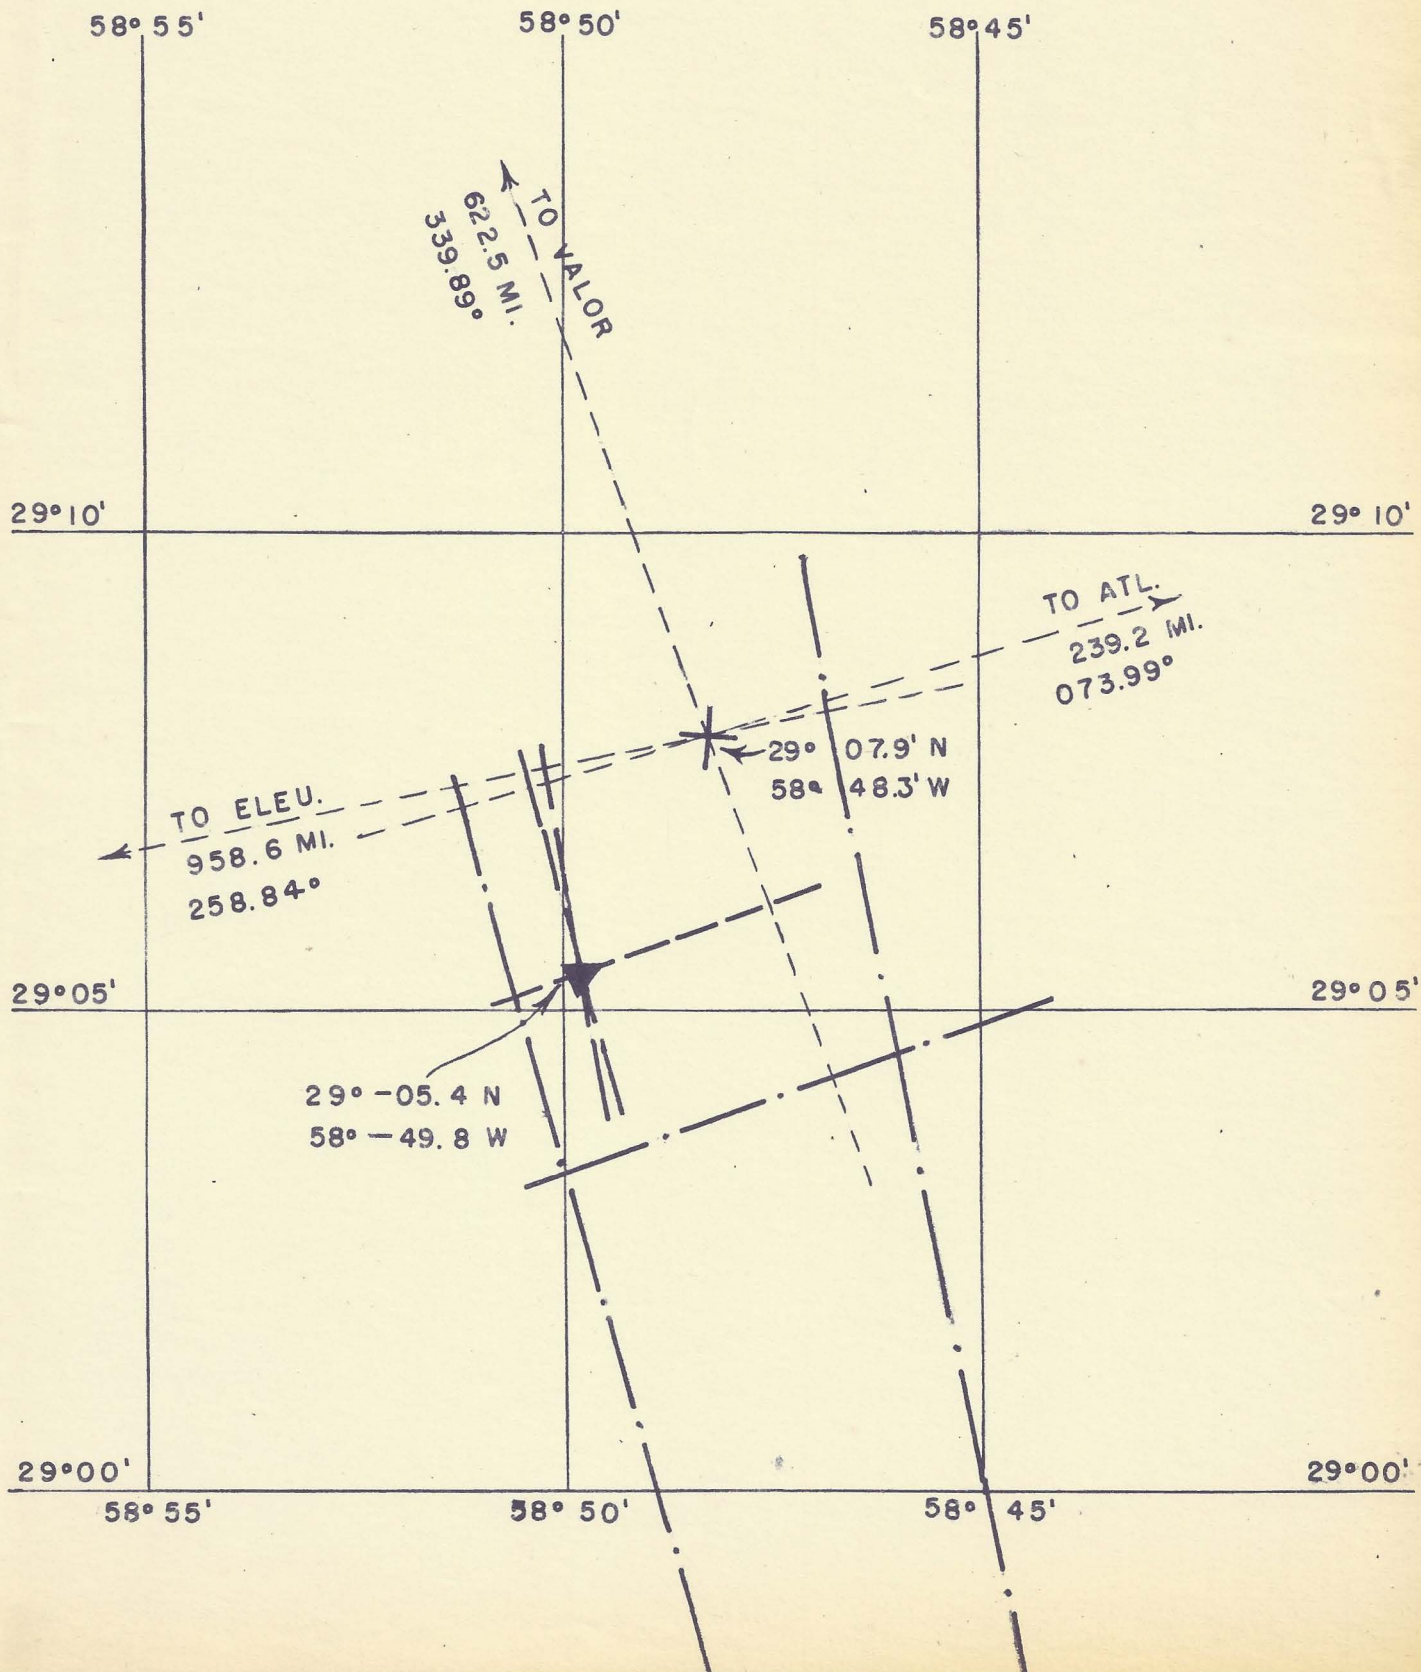 58° 55'
58° 50'
58° 45'
TO VALOR
622.5 MI.
339.89°
29° 10'
29° 10'
TO ATL.
239.2 MI.
073.99°
29° 07.9' N
58° 48.3' W
TO ELEU.
958.6 MI.
258.84°
29° 05'
29° 05'
29° -05.4 N
58° -49.8 W
29° 00'
29° 00'
58° 55'
58° 50'
58° 45'